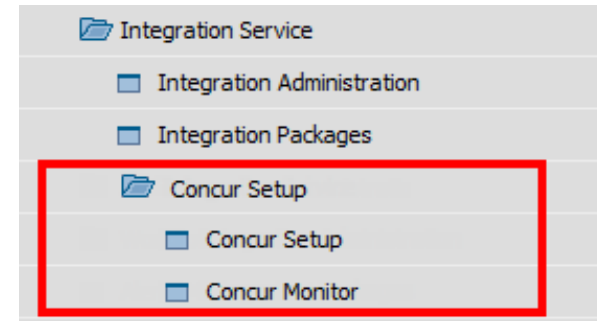 Integration Service
Integration Administration
Integration Packages
Concur Setup
Concur Setup
Concur Monitor